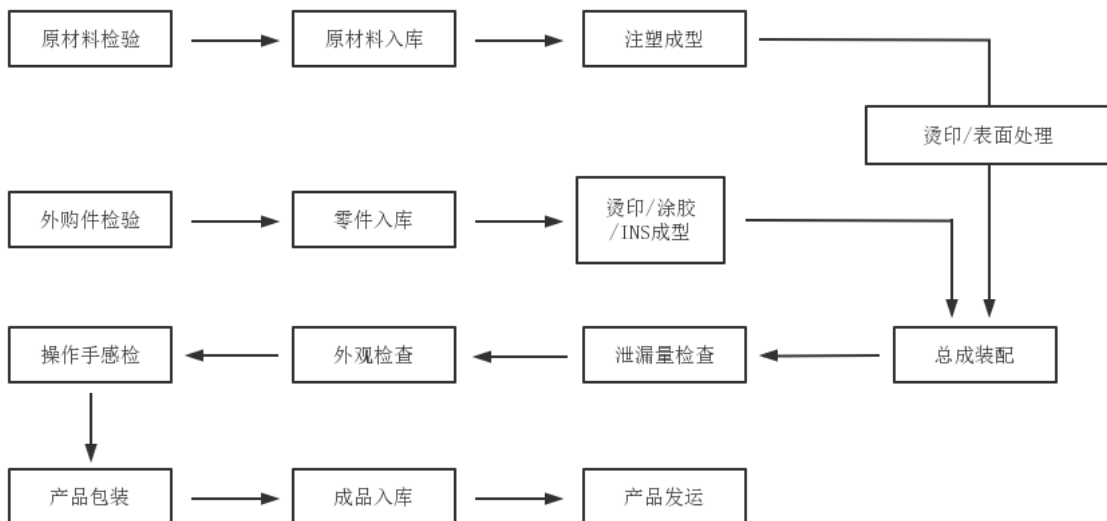 原材料检验
原材料入库
注塑成型
烫印/表面处理
外购件检验
零件入库
烫印/涂胶
/INS成型
操作手感检
外观检查
泄漏量检查
总成装配
产品包装
成品入库
产品发运